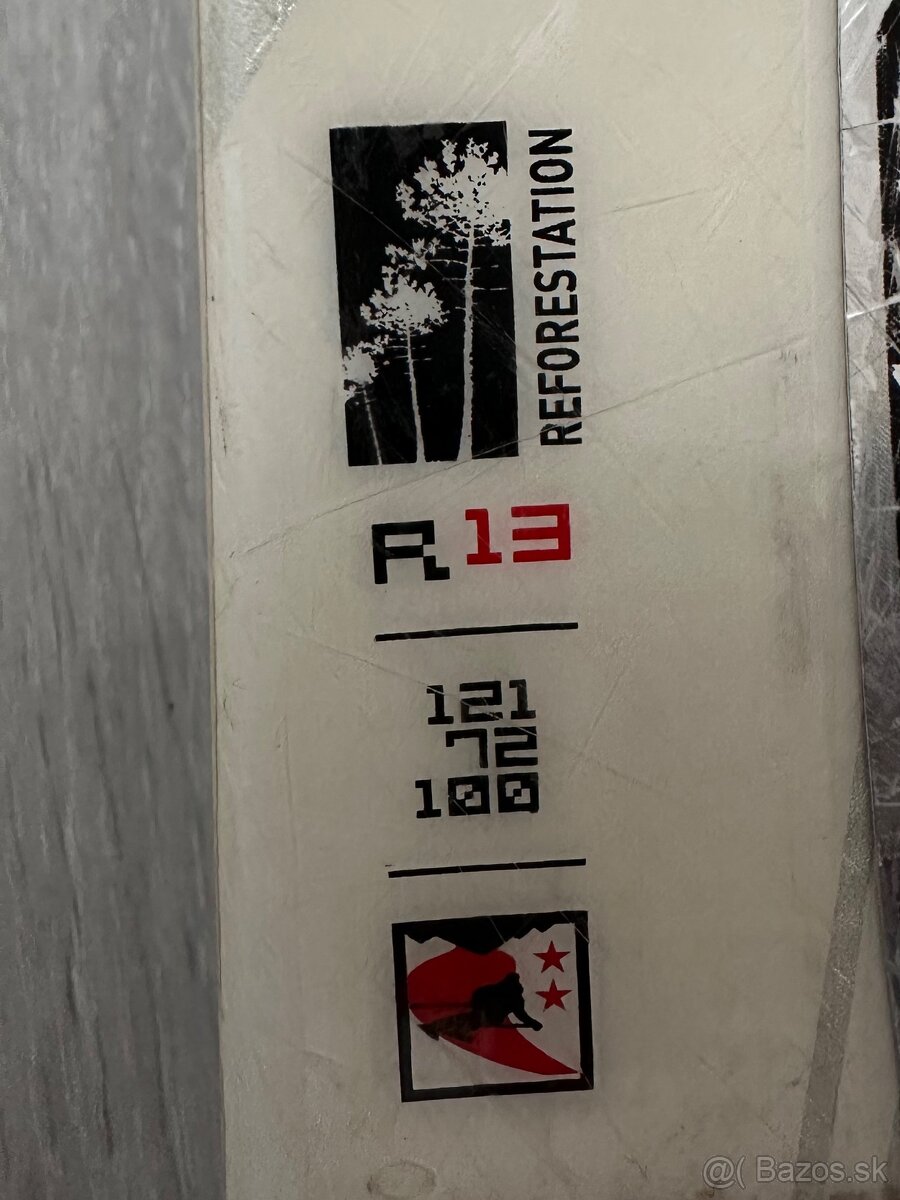 REFORESTATION
R 13
121
72
100
@( Bazos.sk